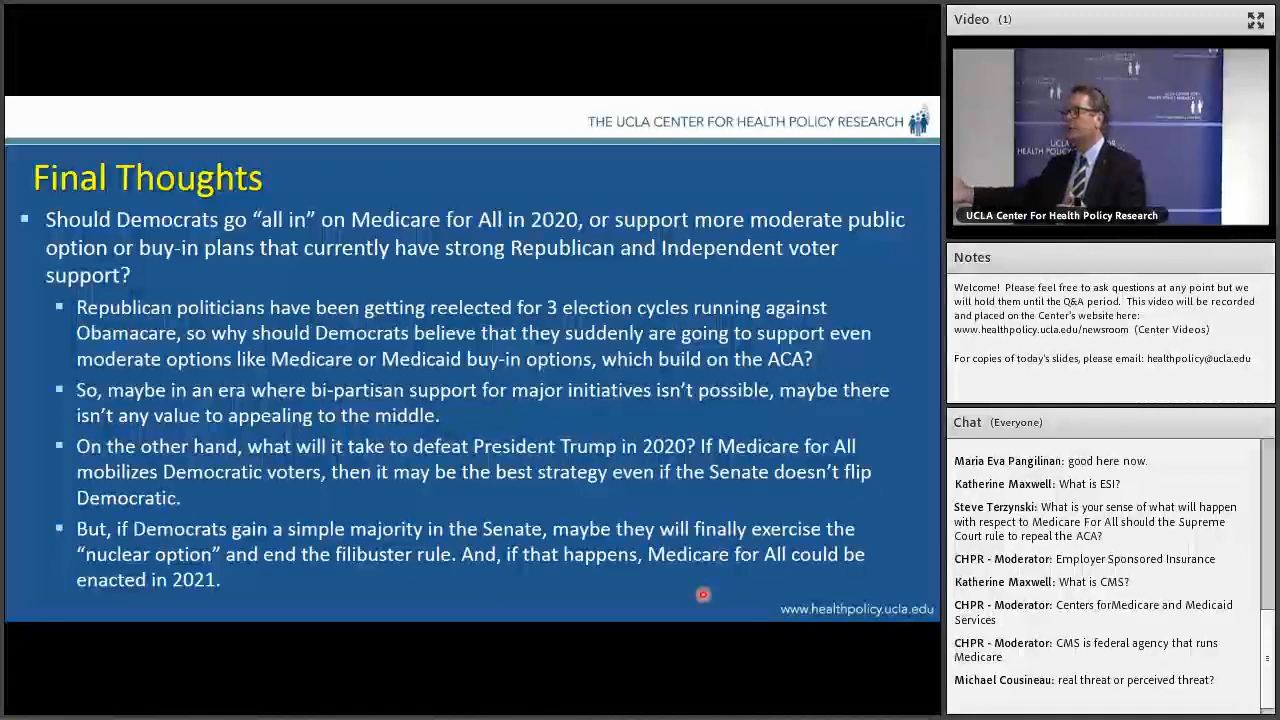 THE UCLA CENTER FOR HEALTH POLICY RESEARCH
Final Thoughts
▪ Should Democrats go “all in” on Medicare for All in 2020, or support more moderate public
option or buy-in plans that currently have strong Republican and Independent voter
support?
▪ Republican politicians have been getting reelected for 3 election cycles running against
Obamacare, so why should Democrats believe that they suddenly are going to support even
moderate options like Medicare or Medicaid buy-in options, which build on the ACA?
▪ So, maybe in an era where bi-partisan support for major initiatives isn’t possible, maybe there
isn’t any value to appealing to the middle.
▪ On the other hand, what will it take to defeat President Trump in 2020? If Medicare for All
mobilizes Democratic voters, then it may be the best strategy even if the Senate doesn’t flip
Democratic.
▪ But, if Democrats gain a simple majority in the Senate, maybe they will finally exercise the
“nuclear option” and end the filibuster rule. And, if that happens, Medicare for All could be
enacted in 2021.
www.healthpolicy.ucla.edu
Video (1)
UCLA
HEALTH POLICY RESEARCH
UCLA Center For Health Policy Research
Notes
Welcome! Please feel free to ask questions at any point but we
will hold them until the Q&A period. This video will be recorded
and placed on the Center's website here:
www.healthpolicy.ucla.edu/newsroom (Center Videos)
For copies of today's slides, please email: healthpolicy@ucla.edu
Chat (Everyone)
Maria Eva Pangilinan: good here now.
Katherine Maxwell: What is ESI?
Steve Terzynski: What is your sense of what will happen
with respect to Medicare For All should the Supreme
Court rule to repeal the ACA?
CHPR - Moderator: Employer Sponsored Insurance
Katherine Maxwell: What is CMS?
CHPR - Moderator: Centers forMedicare and Medicaid
Services
CHPR - Moderator: CMS is federal agency that runs
Medicare
Michael Cousineau: real threat or perceived threat?